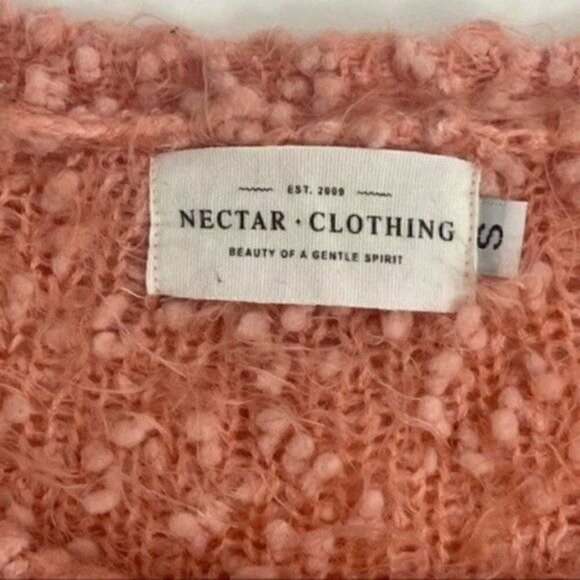 EST. 2009
NECTAR · CLOTHING
BEAUTY OF A GENTLE SPIRIT
S